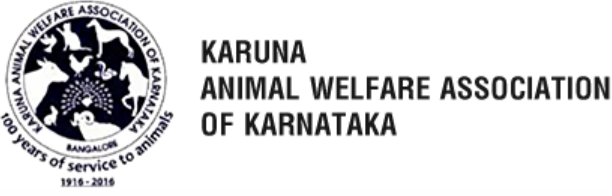 KARUNA ANIMAL WELFARE ASSOCIATION OF KARNATAKA
BANGALORE
100 years of service to animals
1916 - 2016
KARUNA
ANIMAL WELFARE ASSOCIATION
OF KARNATAKA